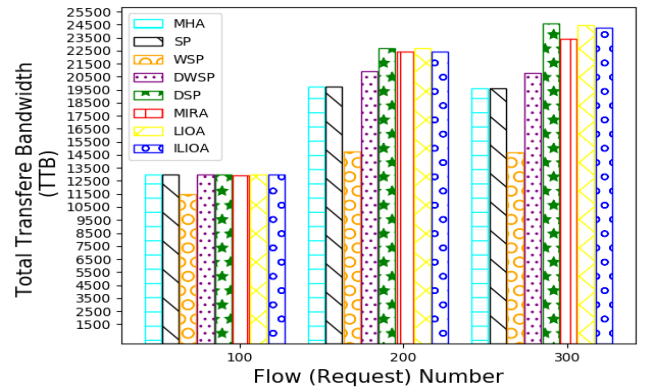 25500
24500
23500
22500
21500
20500
19500
18500
17500
16500
15500
14500
13500
12500
11500
10500
9500
8500
7500
6500
5500
4500
3500
2500
1500
Total Transfere Bandwidth
(TTB)
MHA
SP
WSP
DWSP
DSP
MIRA
LIOA
ILIOA
100 200 300
Flow (Request) Number